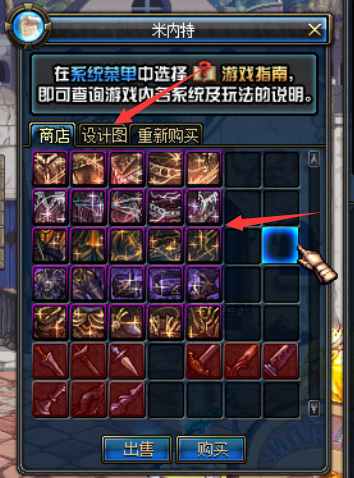 米内特
在系统菜单中选择 ? 游戏指南，
即可查询游戏内各系统及玩法的说明。
商店 设计图 重新购买
出售 购买